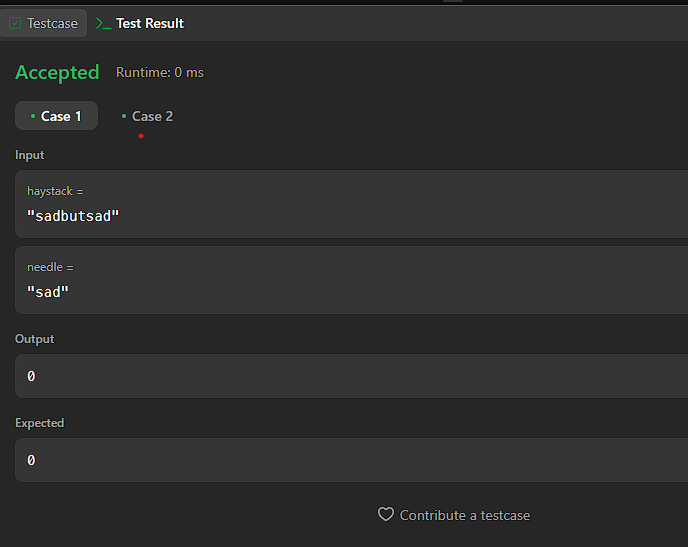 Testcase >_ Test Result
Accepted Runtime: 0 ms
• Case 1 • Case 2
Input
haystack =
"sadbutsad"
needle =
"sad"
Output
0
Expected
0
Contribute a testcase